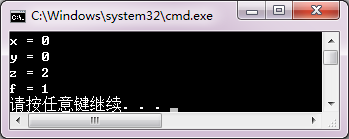 C:\Windows\system32\cmd.exe
x = 0
y = 0
z = 2
f = 1
请按任意键继续. . .